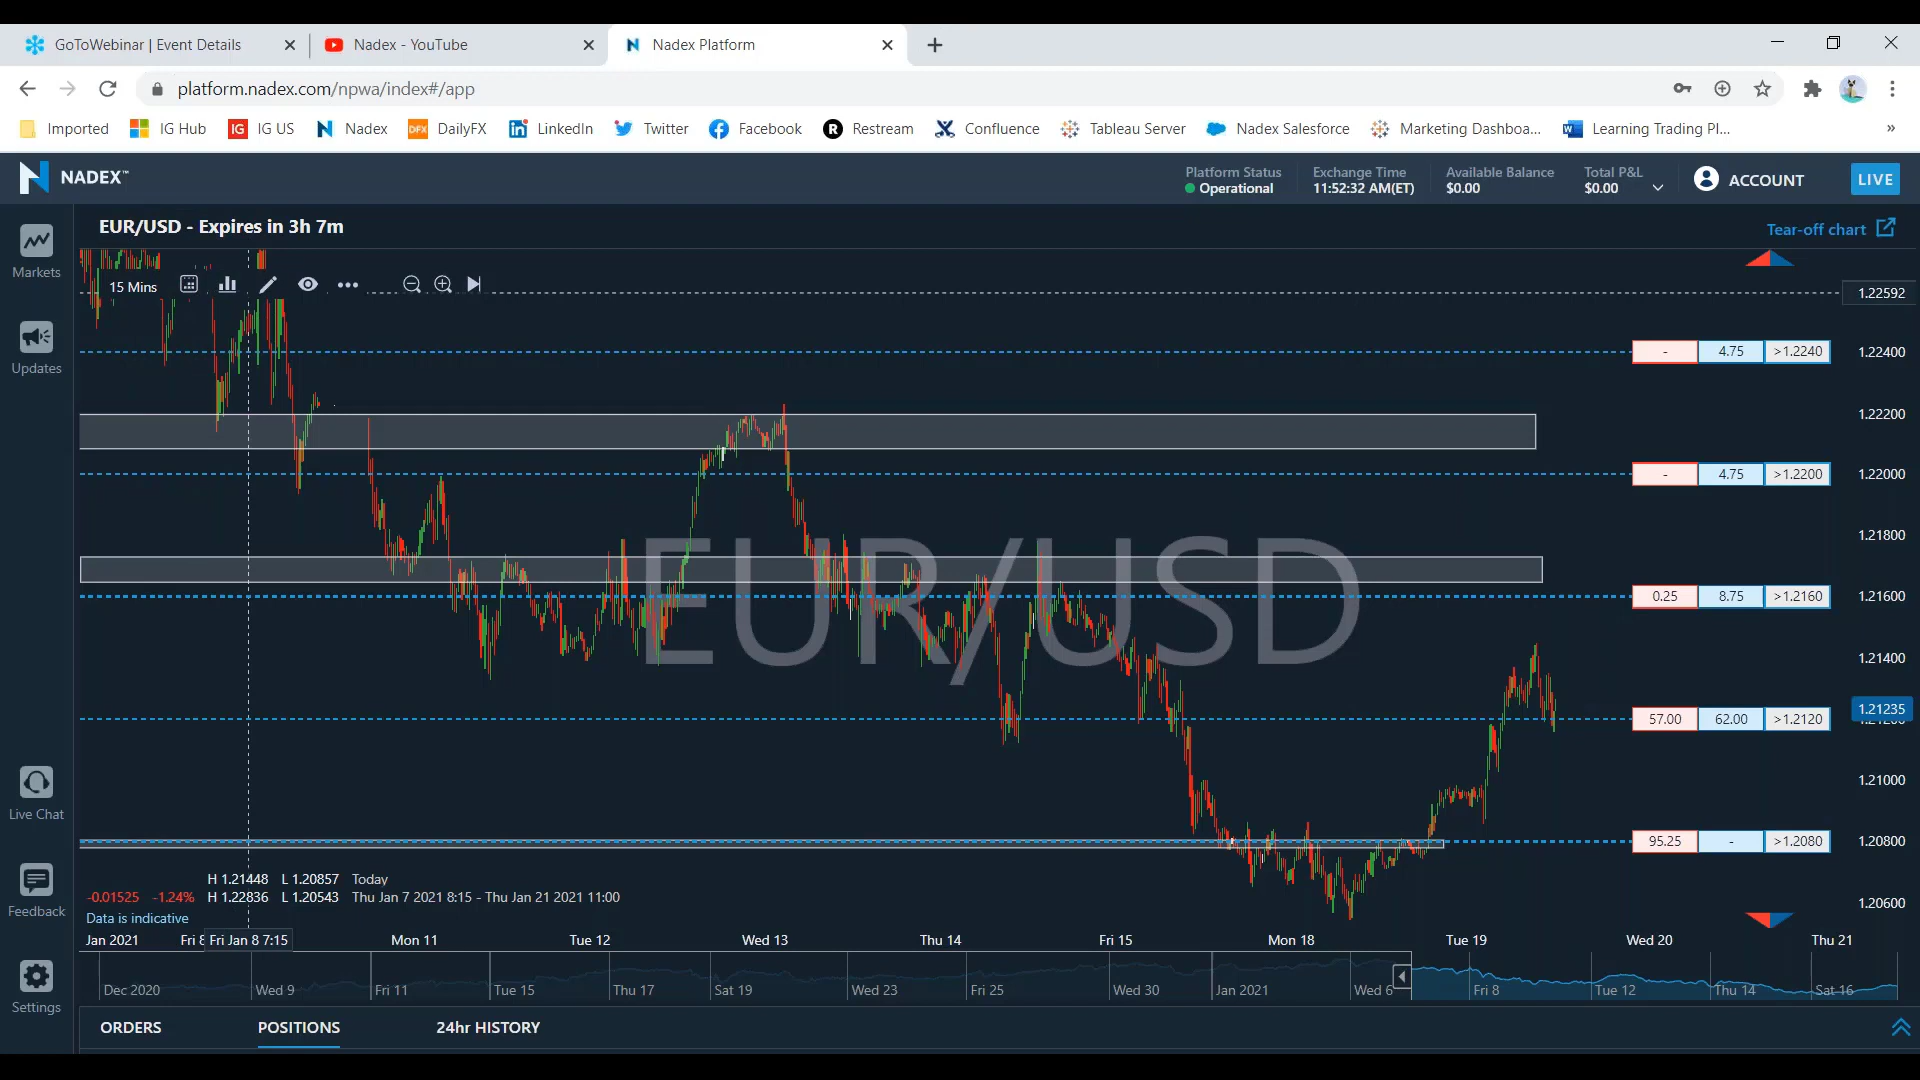 GoToWebinar | Event Details
Nadex - YouTube
Nadex Platform
platform.nadex.com/npwa/index#/app
Imported
IG Hub
IG
IG US
Nadex
DFX
DailyFX
LinkedIn
Twitter
Facebook
R
Restream
Confluence
Tableau Server
Nadex Salesforce
Marketing Dashboa...
Learning Trading Pl...
»
NADEX™
Platform Status
Operational
Exchange Time
11:52:32 AM(ET)
Available Balance
$0.00
Total P&L
$0.00
ACCOUNT
LIVE
Markets
Updates
Live Chat
Feedback
Settings
EUR/USD - Expires in 3h 7m
Tear-off chart
15 Mins
1.22592
- 4.75 >1.2240 1.22400
1.22200
- 4.75 >1.2200 1.22000
1.21800
EUR/USD
0.25 8.75 >1.2160 1.21600
1.21400
1.21235
57.00 62.00 >1.2120
1.21000
95.25 - >1.2080 1.20800
1.20600
H 1.21448 L 1.20857 Today
-0.01525 -1.24% H 1.22836 L 1.20543 Thu Jan 7 2021 8:15 - Thu Jan 21 2021 11:00
Data is indicative
Jan 2021 Fri 8 Fri Jan 8 7:15 Mon 11 Tue 12 Wed 13 Thu 14 Fri 15 Mon 18 Tue 19 Wed 20 Thu 21
Dec 2020 Wed 9 Fri 11 Tue 15 Thu 17 Sat 19 Wed 23 Fri 25 Wed 30 Jan 2021 Wed 6 Fri 8 Tue 12 Thu 14 Sat 16
ORDERS POSITIONS 24hr HISTORY